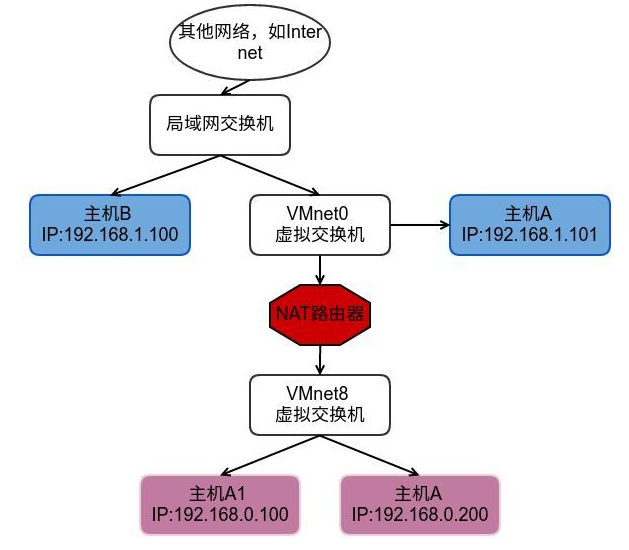 其他网络，如Inter
net
局域网交换机
主机B
IP:192.168.1.100
VMnet0
虚拟交换机
主机A
IP:192.168.1.101
NAT路由器
VMnet8
虚拟交换机
主机A1
IP:192.168.0.100
主机A
IP:192.168.0.200